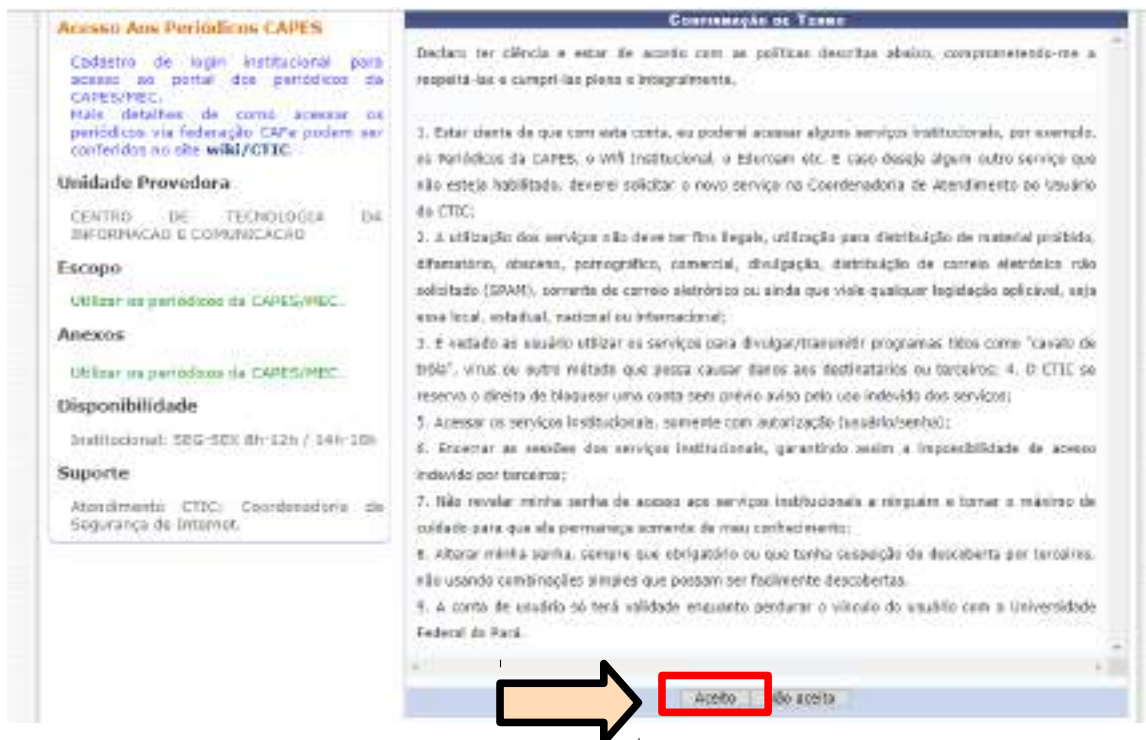 Acesso Aos Periódicos CAPES
Cadastro de login institucional para
acesso ao portal dos periódicos da
CAPES/MEC.
Mais detalhes de como acessar os
periódicos via federação CAFe podem ser
conferidos no site wiki/CTIC.
Unidade Provedora
CENTRO DE TECNOLOGIA DA
INFORMACAO E COMUNICACAO
Escopo
Utilizar os periódicos da CAPES/MEC.
Anexos
Utilizar os periódicos da CAPES/MEC.
Disponibilidade
Institucional: SEG-SEX 8h-12h / 14h-18h
Suporte
Atendimento CTIC: Coordenadoria de
Segurança de Internet.
Confirmação de Termo
Declaro ter ciência e estar de acordo com as políticas descritas abaixo, comprometendo-me a
respeitá-las e cumprí-las plena e integralmente.
1. Estar ciente de que com esta conta, eu poderei acessar alguns serviços institucionais, por exemplo,
os Periódicos da CAPES, o Wifi Institucional, o Eduroam etc. E caso deseje algum outro serviço que
não esteja habilitado, deverei solicitar o novo serviço na Coordenadoria de Atendimento ao Usuário
do CTIC;
2. A utilização dos serviços não deve ter fins ilegais, utilização para distribuição de material proibido,
difamatório, obsceno, pornográfico, comercial, divulgação, distribuição de correio eletrônico não
solicitado (SPAM), corrente de correio eletrônico ou ainda que viole qualquer legislação aplicável, seja
essa local, estadual, nacional ou internacional;
3. É vedado ao usuário utilizar os serviços para divulgar/transmitir programas tidos como "cavalo de
tróia", vírus ou outro método que possa causar danos aos destinatários ou terceiros; 4. O CTIC se
reserva o direito de bloquear uma conta sem prévio aviso pelo uso indevido dos serviços;
5. Acessar os serviços institucionais, somente com autorização (usuário/senha);
6. Encerrar as sessões dos serviços institucionais, garantindo assim a impossibilidade de acesso
indevido por terceiros;
7. Não revelar minha senha de acesso aos serviços institucionais a ninguém e tomar o máximo de
cuidado para que ela permaneça somente de meu conhecimento;
8. Alterar minha senha, sempre que obrigatório ou que tenha suspeição de descoberta por terceiros,
não usando combinações simples que possam ser facilmente descobertas.
9. A conta de usuário só terá validade enquanto perdurar o vínculo do usuário com a Universidade
Federal do Pará.
Aceito
não aceita